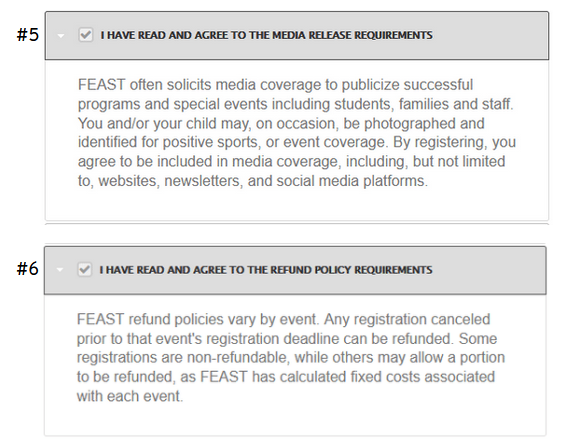 #5 I HAVE READ AND AGREE TO THE MEDIA RELEASE REQUIREMENTS
FEAST often solicits media coverage to publicize successful
programs and special events including students, families and staff.
You and/or your child may, on occasion, be photographed and
identified for positive sports, or event coverage. By registering, you
agree to be included in media coverage, including, but not limited
to, websites, newsletters, and social media platforms.
#6 I HAVE READ AND AGREE TO THE REFUND POLICY REQUIREMENTS
FEAST refund policies vary by event. Any registration canceled
prior to that event's registration deadline can be refunded. Some
registrations are non-refundable, while others may allow a portion
to be refunded, as FEAST has calculated fixed costs associated
with each event.